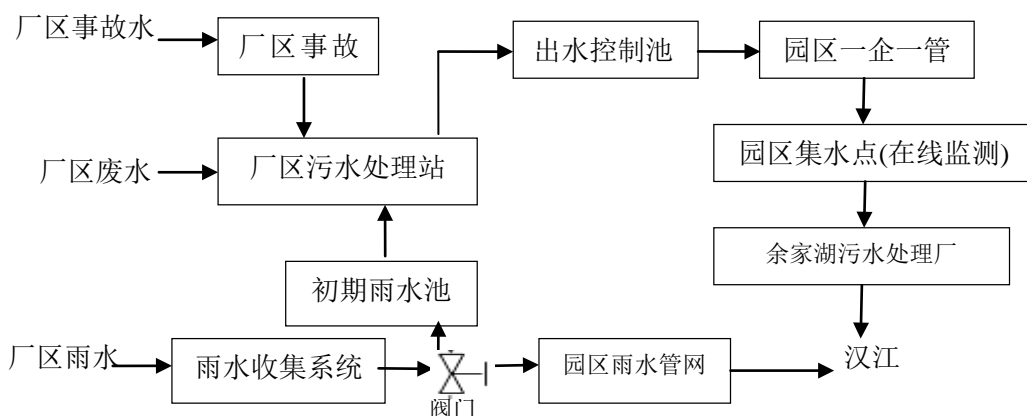 厂区事故水
厂区事故
出水控制池
园区一企一管
厂区废水
厂区污水处理站
园区集水点(在线监测)
余家湖污水处理厂
初期雨水池
厂区雨水
雨水收集系统
阀门
园区雨水管网
汉江